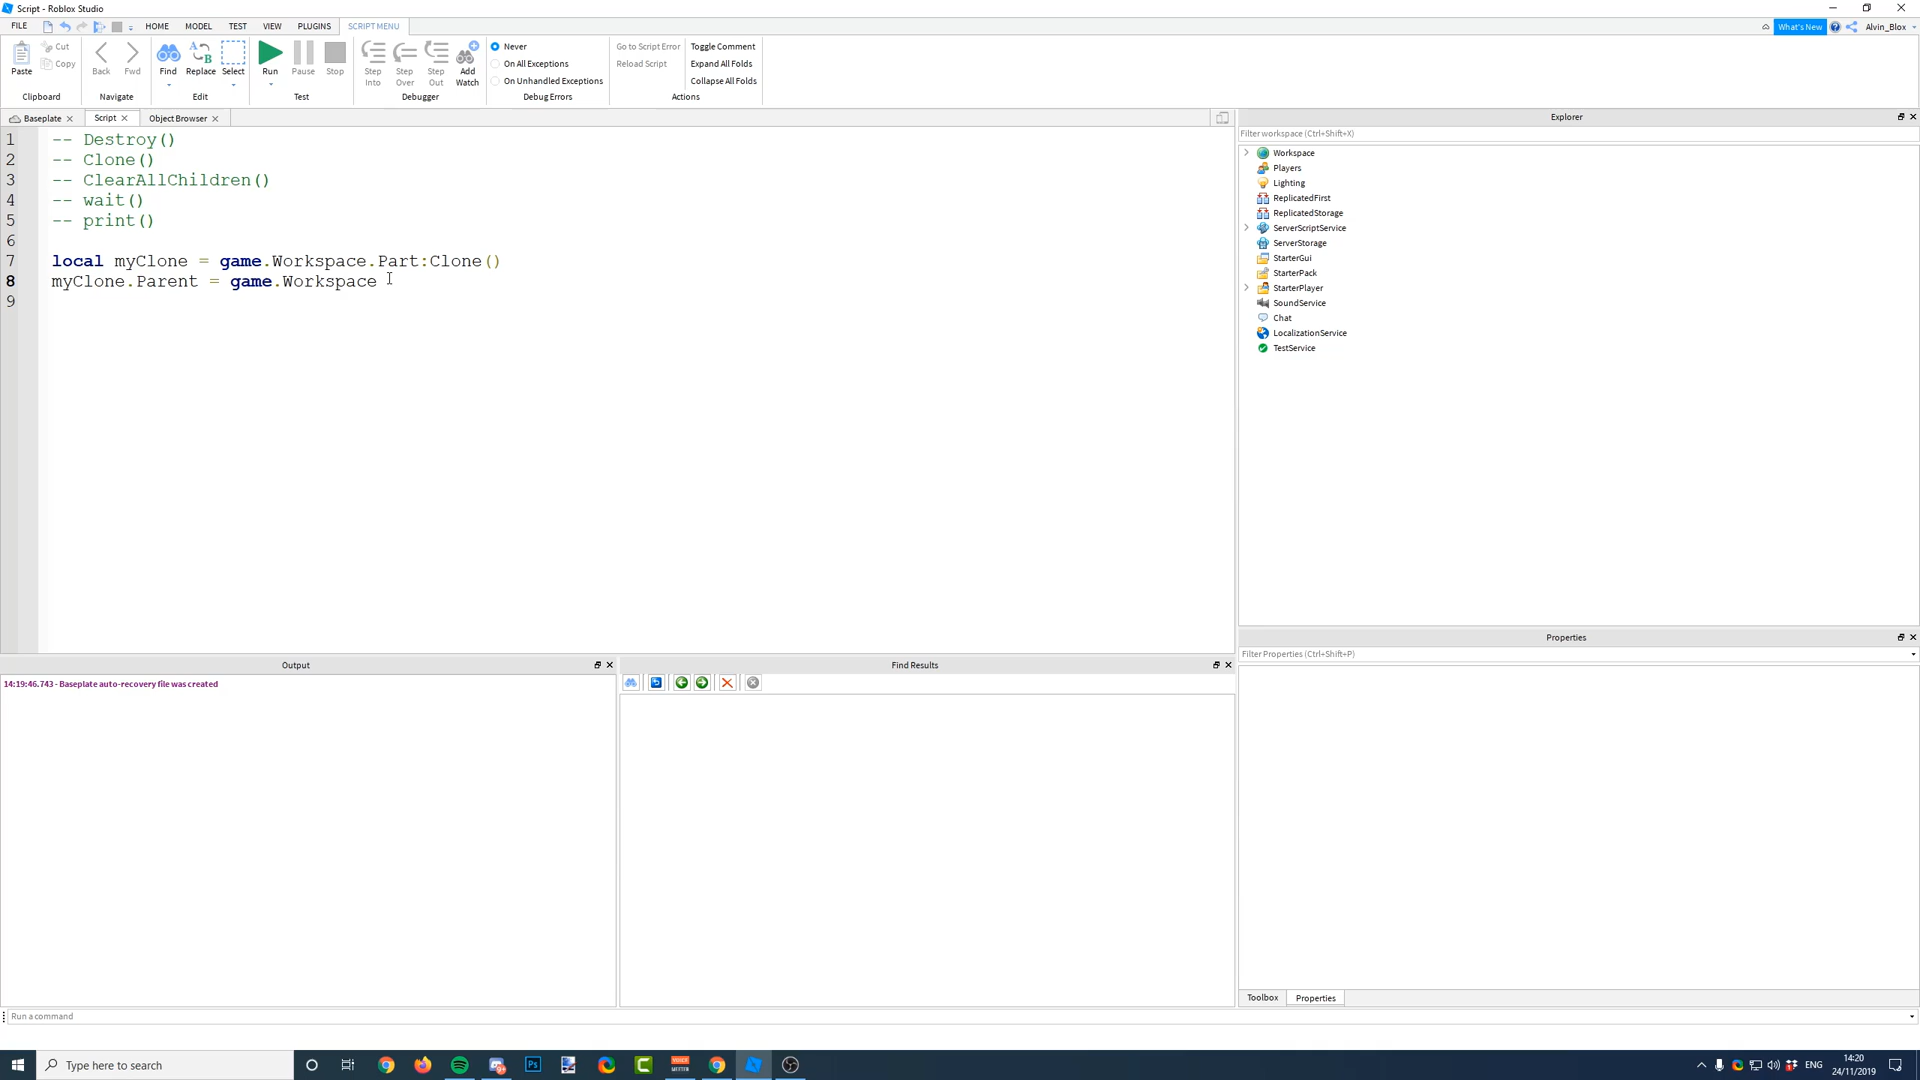 Script - Roblox Studio
FILE
HOME
MODEL
TEST
VIEW
PLUGINS
SCRIPT MENU
What's New
Alvin_Blox
Paste
Cut
Copy
Clipboard
Back
Fwd
Navigate
Find
Replace
Select
Edit
Run
Pause
Stop
Test
Step Into
Step Over
Step Out
Add Watch
Debugger
Never
On All Exceptions
On Unhandled Exceptions
Debug Errors
Go to Script Error
Reload Script
Toggle Comment
Expand All Folds
Collapse All Folds
Actions
Baseplate
Script
Object Browser
1 -- Destroy()
2 -- Clone()
3 -- ClearAllChildren()
4 -- wait()
5 -- print()
6
7 local myClone = game.Workspace.Part:Clone()
8 myClone.Parent = game.Workspace
9
Explorer
Filter workspace (Ctrl+Shift+X)
Workspace
Players
Lighting
ReplicatedFirst
ReplicatedStorage
ServerScriptService
ServerStorage
StarterGui
StarterPack
StarterPlayer
SoundService
Chat
LocalizationService
TestService
Properties
Filter Properties (Ctrl+Shift+P)
Toolbox
Properties
Output
14:19:46.743 - Baseplate auto-recovery file was created
Find Results
Run a command
Type here to search
Ps
ENG
14:20
24/11/2019